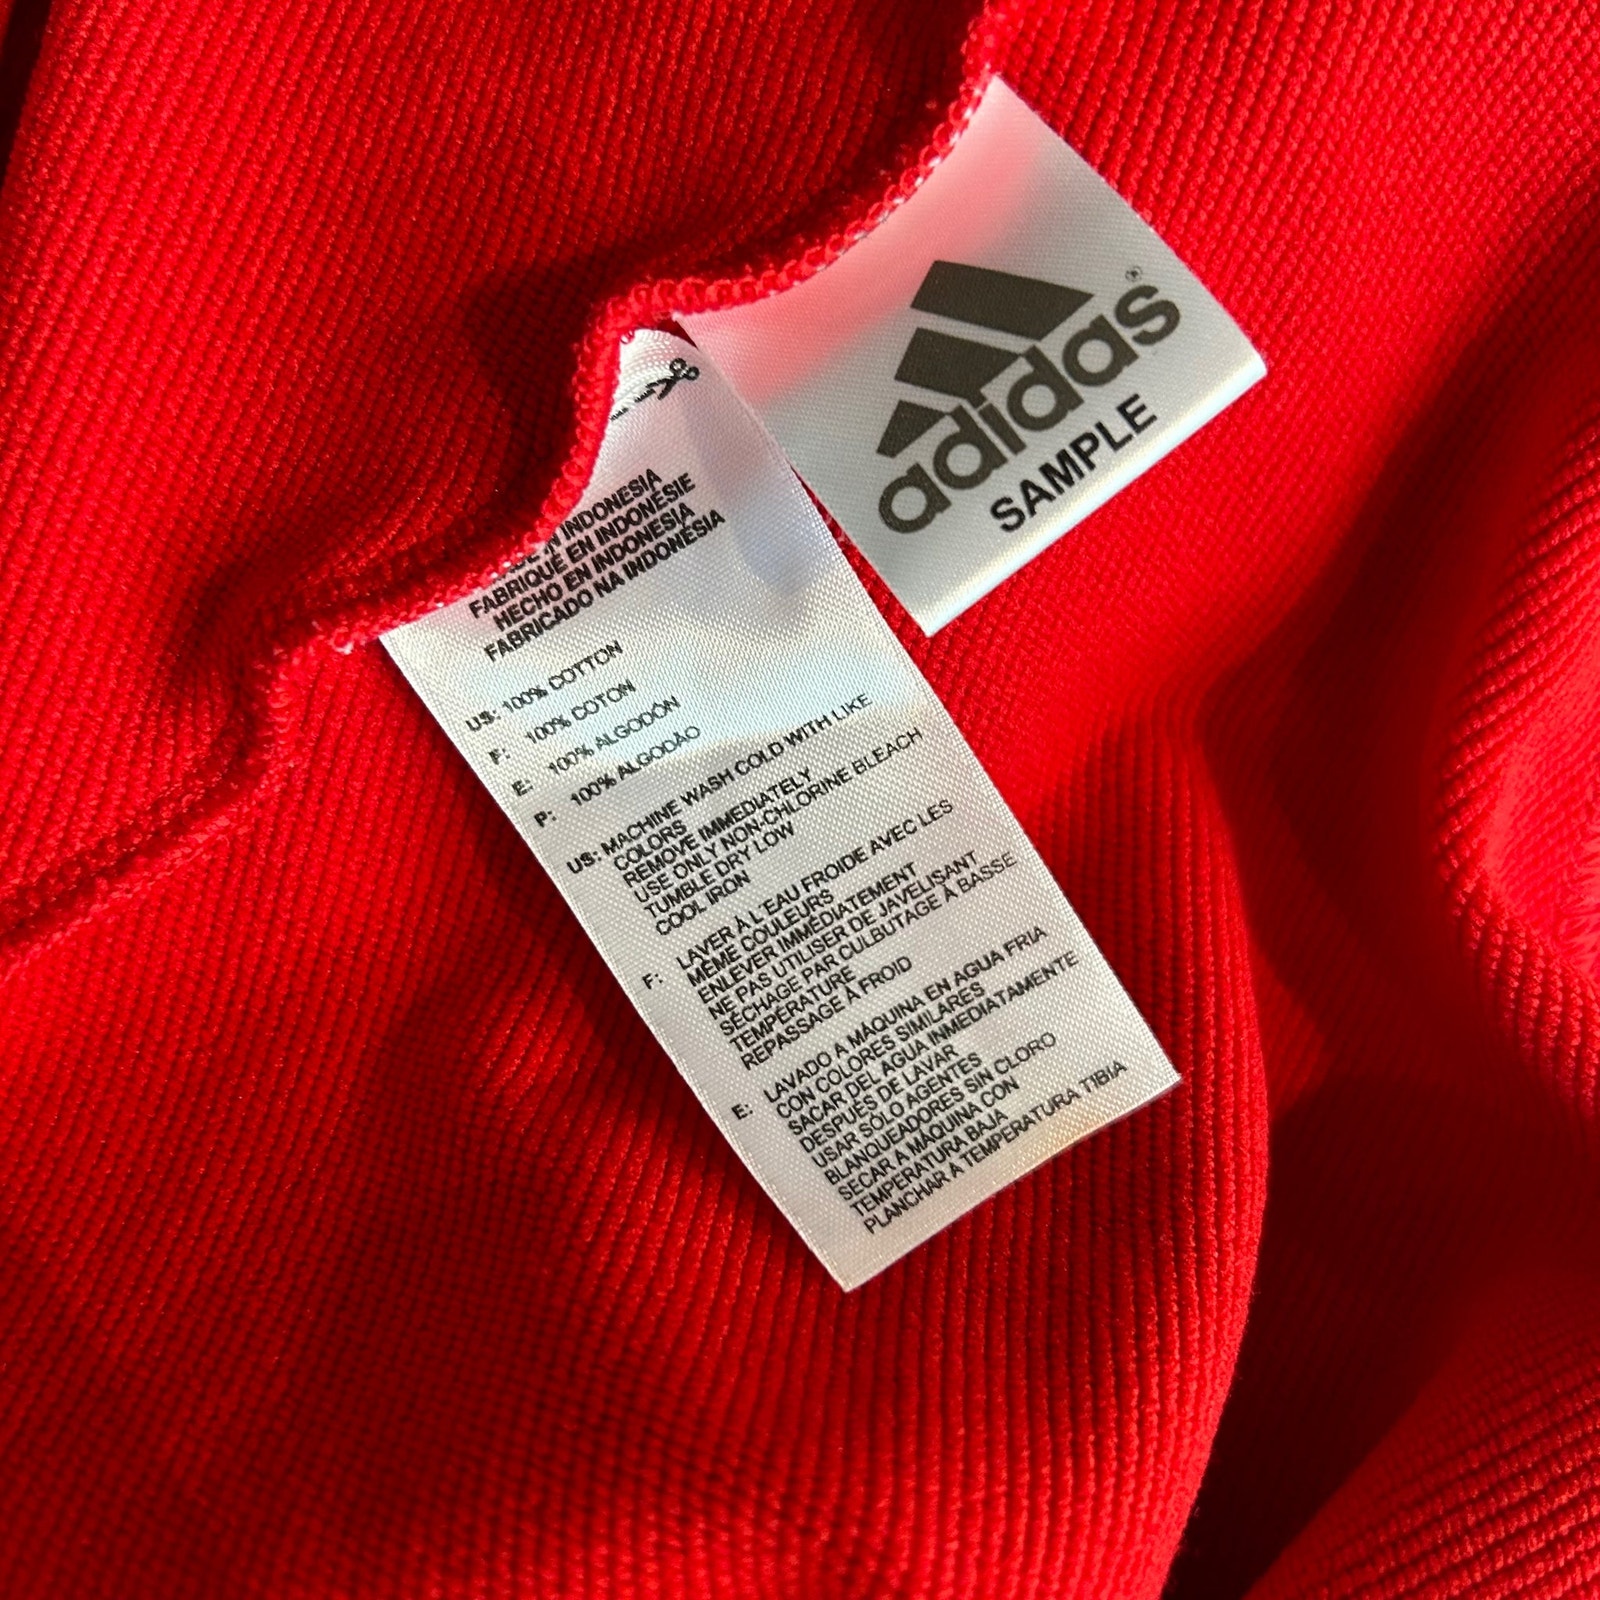 adidas®
SAMPLE
MADE IN INDONESIA
FABRIQUÉ EN INDONÉSIE
HECHO EN INDONESIA
FABRICADO NA INDONÉSIA
US: 100% COTTON
F: 100% COTON
E: 100% ALGODÓN
P: 100% ALGODÃO
US: MACHINE WASH COLD WITH LIKE
COLORS
REMOVE IMMEDIATELY
USE ONLY NON-CHLORINE BLEACH
TUMBLE DRY LOW
COOL IRON
F: LAVER À L'EAU FROIDE AVEC LES
MÊME COULEURS
ENLEVER IMMÉDIATEMENT
NE PAS UTILISER DE JAVELISANT
SÉCHAGE PAR CULBUTAGE À BASSE
TEMPÉRATURE
REPASSAGE À FROID
E: LAVADO A MÁQUINA EN AGUA FRIA
CON COLORES SIMILARES
SACAR DEL AGUA INMEDIATAMENTE
DESPUÉS DE LAVAR
USAR SÓLO AGENTES
BLANQUEADORES SIN CLORO
SECAR A MÁQUINA CON
TEMPERATURA BAJA
PLANCHAR A TEMPERATURA TIBIA